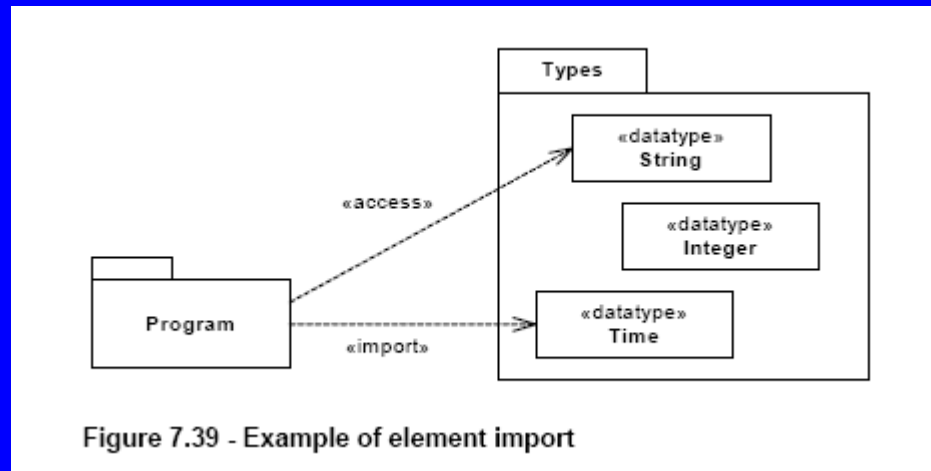 Types
«datatype»
String
«access»
«datatype»
Integer
Program
«datatype»
Time
«import»
Figure 7.39 - Example of element import